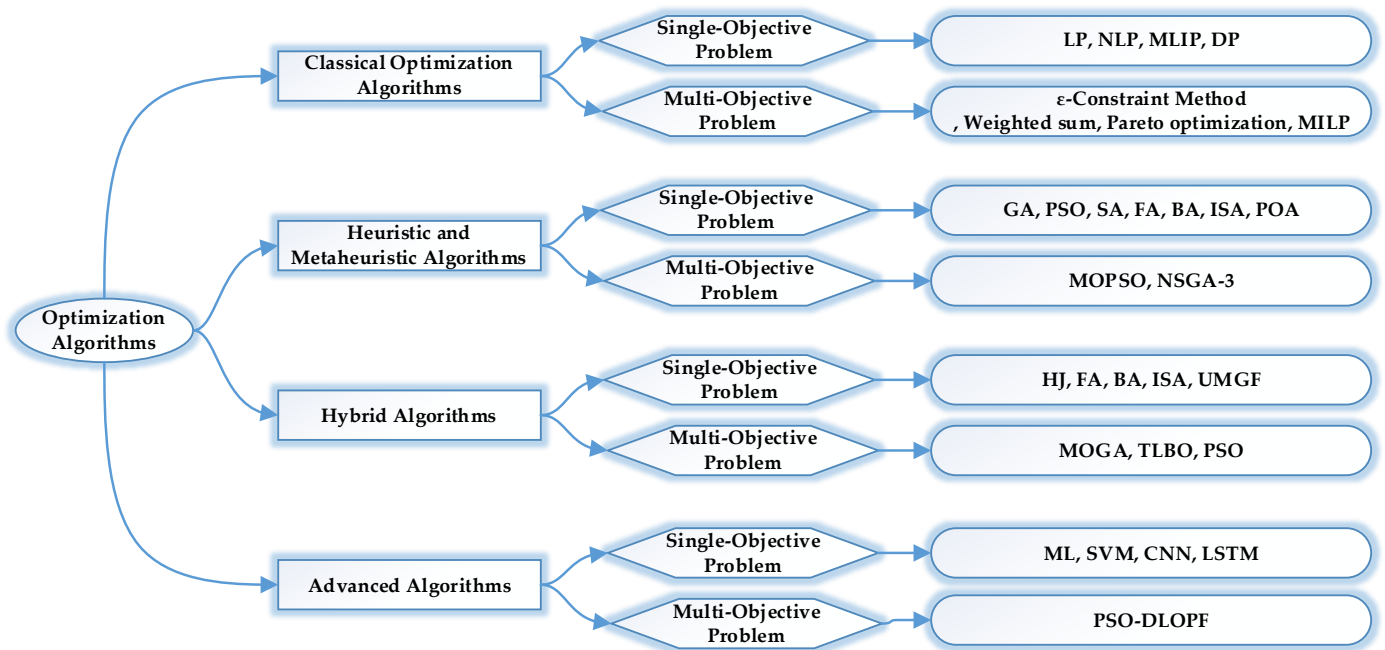 Optimization
Algorithms
Classical Optimization
Algorithms
Single-Objective
Problem
LP, NLP, MLIP, DP
Multi-Objective
Problem
ε-Constraint Method
, Weighted sum, Pareto optimization, MILP
Heuristic and
Metaheuristic Algorithms
Single-Objective
Problem
GA, PSO, SA, FA, BA, ISA, POA
Multi-Objective
Problem
MOPSO, NSGA-3
Hybrid Algorithms
Single-Objective
Problem
HJ, FA, BA, ISA, UMGF
Multi-Objective
Problem
MOGA, TLBO, PSO
Advanced Algorithms
Single-Objective
Problem
ML, SVM, CNN, LSTM
Multi-Objective
Problem
PSO-DLOPF